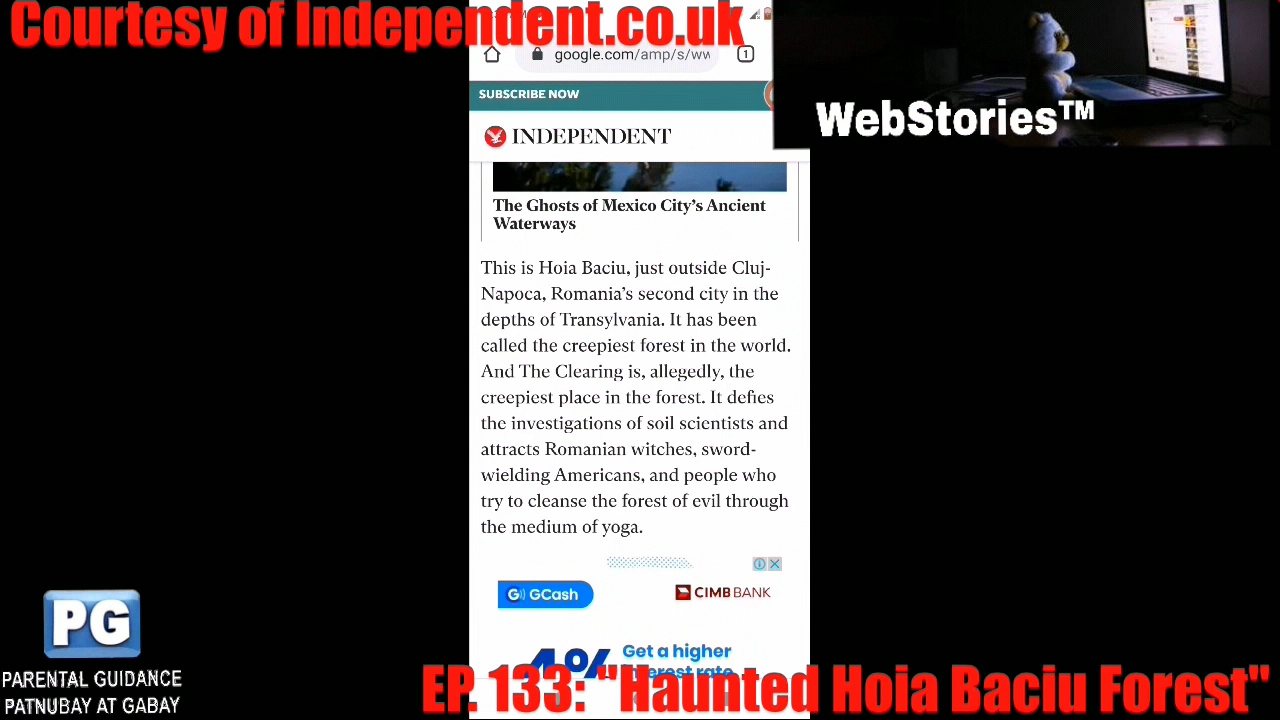 Courtesy of Independent.co.uk
google.com/amp/s/ww
1
SUBSCRIBE NOW
INDEPENDENT
WebStories™
The Ghosts of Mexico City’s Ancient
Waterways
This is Hoia Baciu, just outside Cluj-
Napoca, Romania’s second city in the
depths of Transylvania. It has been
called the creepiest forest in the world.
And The Clearing is, allegedly, the
creepiest place in the forest. It defies
the investigations of soil scientists and
attracts Romanian witches, sword-
wielding Americans, and people who
try to cleanse the forest of evil through
the medium of yoga.
GCash
CIMB BANK
4%
Get a higher
interest rate
PG
PARENTAL GUIDANCE
PATNUBAY AT GABAY
EP. 133: "Haunted Hoia Baciu Forest"